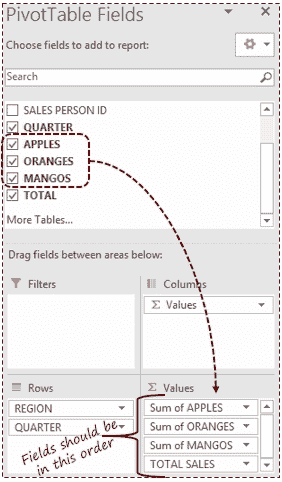 PivotTable Fields
Choose fields to add to report:
Search
SALES PERSON ID
QUARTER
APPLES
ORANGES
MANGOS
TOTAL
More Tables...
Drag fields between areas below:
Filters
Columns
Σ Values
Rows
Σ Values
REGION
QUARTER
Sum of APPLES
Sum of ORANGES
Sum of MANGOS
TOTAL SALES
Fields should be
in this order